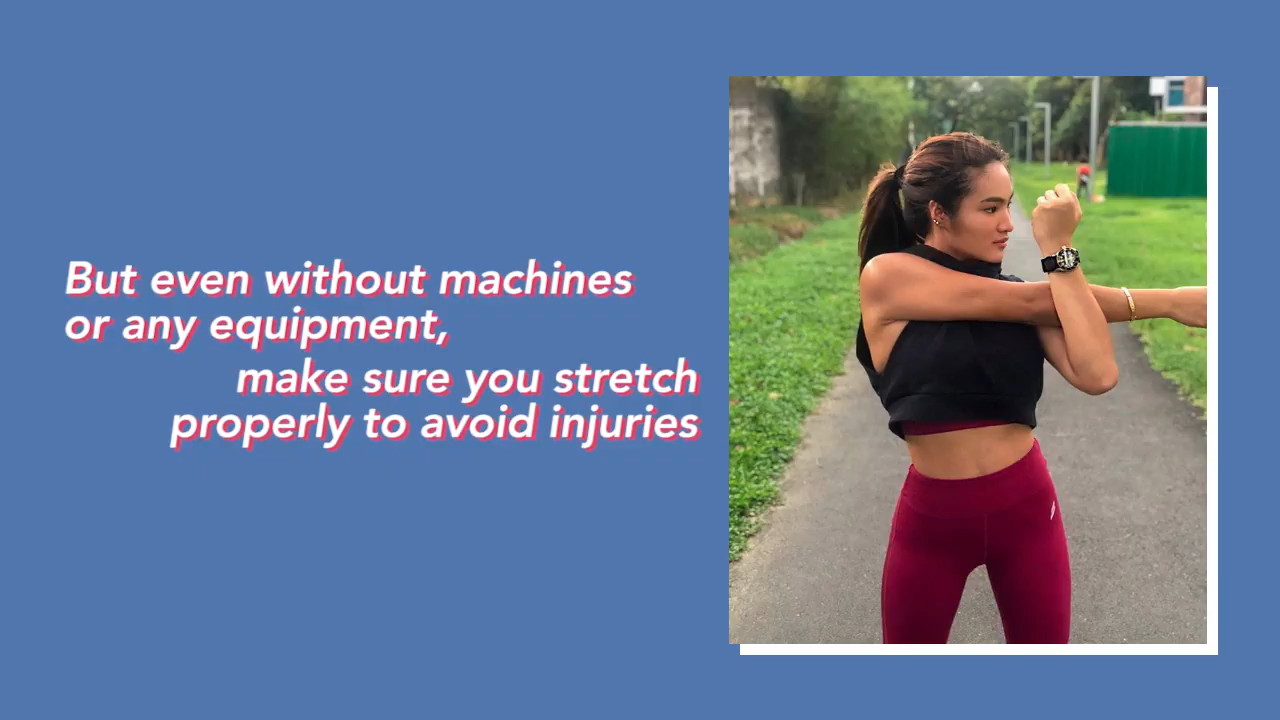 But even without machines
or any equipment,
make sure you stretch
properly to avoid injuries